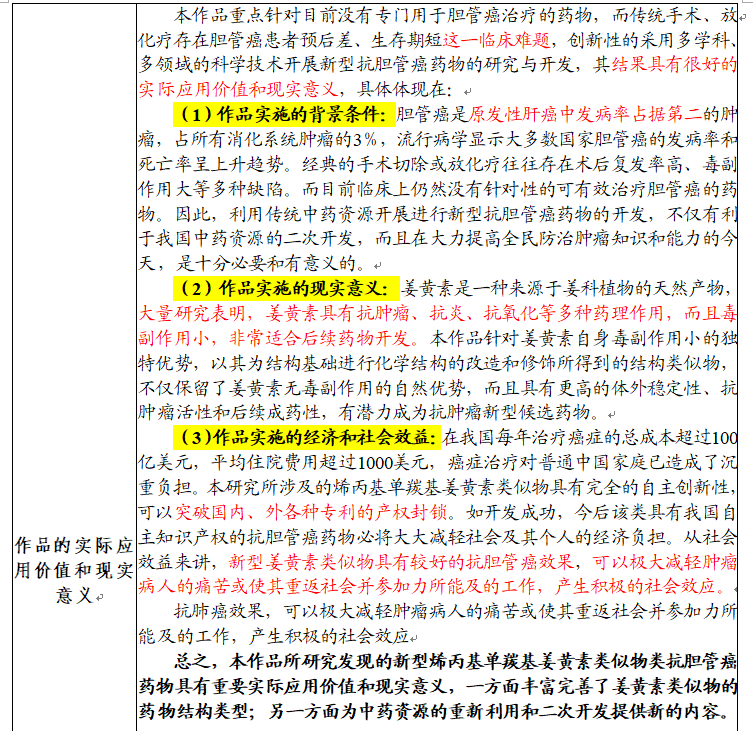 作品的实际应
用价值和现实
意义
本作品重点针对目前没有专门用于胆管癌治疗的药物，而传统手术、放
化疗存在胆管癌患者预后差、生存期短这一临床难题，创新性的采用多学科、
多领域的科学技术开展新型抗胆管癌药物的研究与开发，其结果具有很好的
实际应用价值和现实意义，具体体现在：
（1）作品实施的背景条件：胆管癌是原发性肝癌中发病率占据第二的肿
瘤，占所有消化系统肿瘤的3%，流行病学显示大多数国家胆管癌的发病率和
死亡率呈上升趋势。经典的手术切除或放化疗往往存在术后复发率高、毒副
作用大等多种缺陷。而目前临床上仍然没有针对性的可有效治疗胆管癌的药
物。因此，利用传统中药资源开展进行新型抗胆管癌药物的开发，不仅有利
于我国中药资源的二次开发，而且在大力提高全民防治肿瘤知识和能力的今
天，是十分必要和有意义的。
（2）作品实施的现实意义：姜黄素是一种来源于姜科植物的天然产物，
大量研究表明，姜黄素具有抗肿瘤、抗炎、抗氧化等多种药理作用，而且毒
副作用小，非常适合后续药物开发。本作品针对姜黄素自身毒副作用小的独
特优势，以其为结构基础进行化学结构的改造和修饰所得到的结构类似物，
不仅保留了姜黄素无毒副作用的自然优势，而且具有更高的体外稳定性、抗
肿瘤活性和后续成药性，有潜力成为抗肿瘤新型候选药物。
（3)作品实施的经济和社会效益：在我国每年治疗癌症的总成本超过100
亿美元，平均住院费用超过1000美元，癌症治疗对普通中国家庭已造成了沉
重负担。本研究所涉及的烯丙基单羰基姜黄素类似物具有完全的自主创新性，
可以突破国内、外各种专利的产权封锁。如开发成功，今后该类具有我国自
主知识产权的抗胆管癌药物必将大大减轻社会及其个人的经济负担。从社会
效益来讲，新型姜黄素类似物具有较好的抗胆管癌效果，可以极大减轻肿瘤
病人的痛苦或使其重返社会并参加力所能及的工作，产生积极的社会效应。
抗肺癌效果，可以极大减轻肿瘤病人的痛苦或使其重返社会并参加力所
能及的工作，产生积极的社会效应
总之，本作品所研究发现的新型烯丙基单羰基姜黄素类似物类抗胆管癌
药物具有重要实际应用价值和现实意义，一方面丰富完善了姜黄素类似物的
药物结构类型；另一方面为中药资源的重新利用和二次开发提供新的内容。